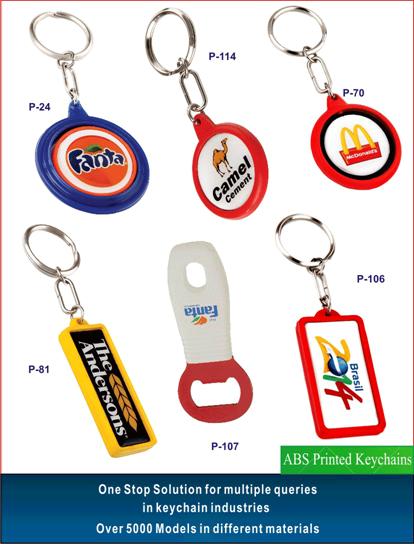 P-114
P-24
P-70
Fanta
Camel
Cement
McDonald's
P-81
P-106
The
Andersons
Fanta
Brasil
2014
P-107
ABS Printed Keychains
One Stop Solution for multiple queries
in keychain industries
Over 5000 Models in different materials